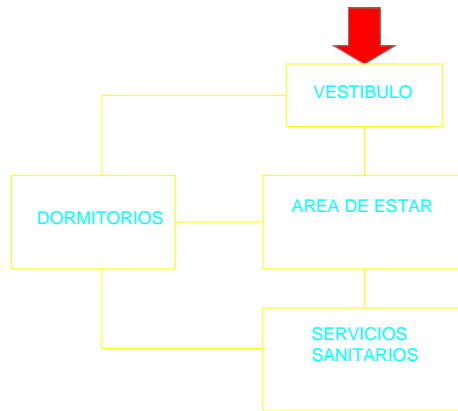 VESTIBULO
AREA DE ESTAR
DORMITORIOS
SERVICIOS
SANITARIOS